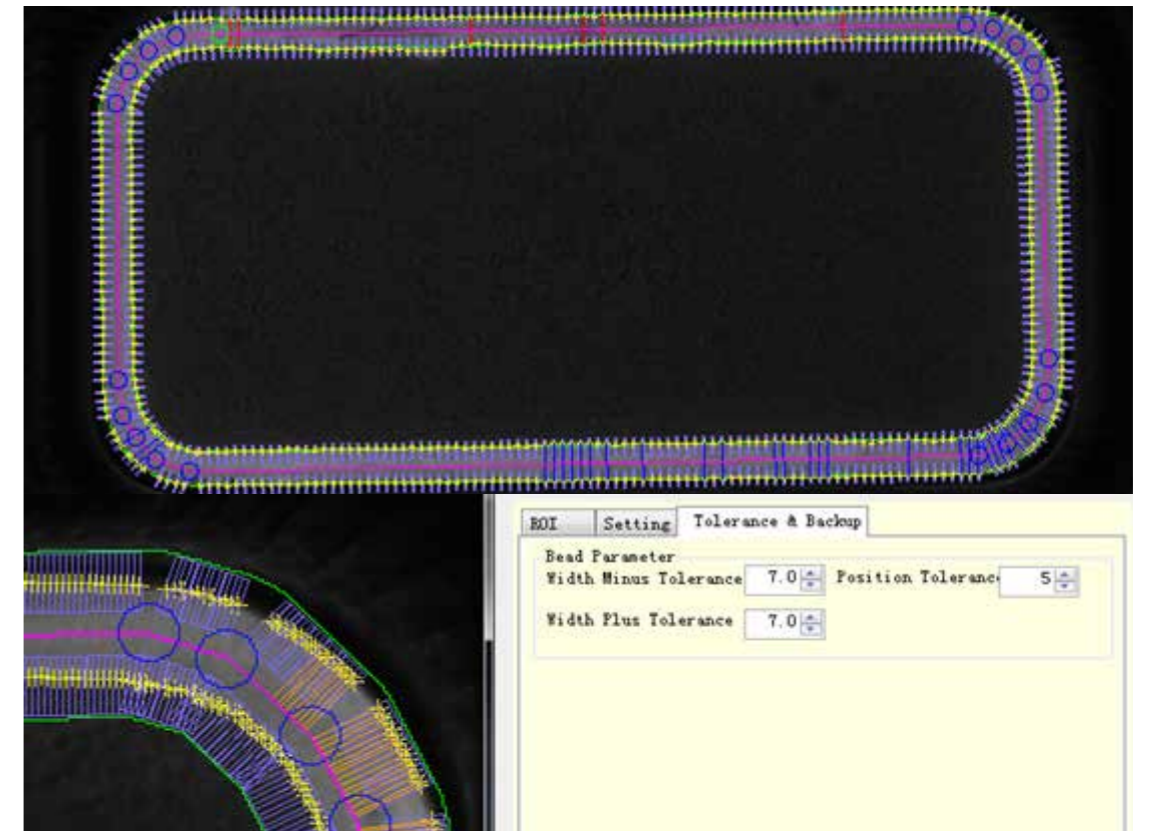 ROI Setting Tolerance & Backup
Bead Parameter
Width Minus Tolerance 7.0 Position Toleranc 5
Width Plus Tolerance 7.0